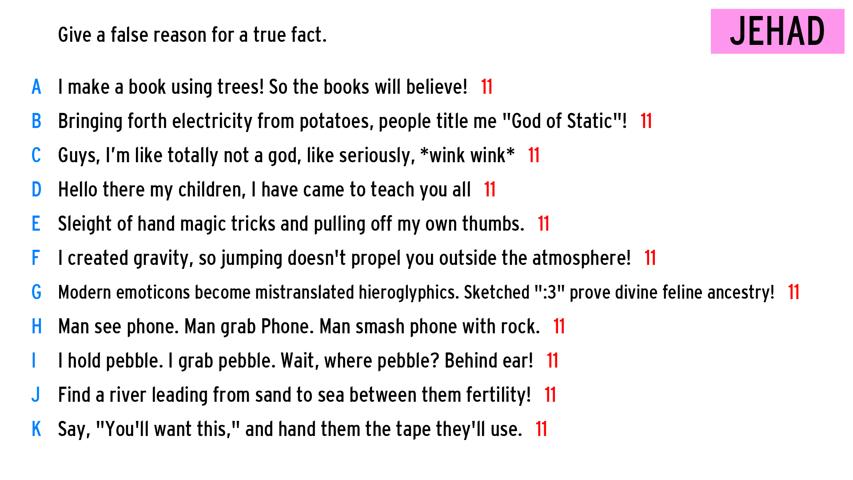 Give a false reason for a true fact.
JEHAD
A I make a book using trees! So the books will believe! 11
B Bringing forth electricity from potatoes, people title me "God of Static"! 11
C Guys, I'm like totally not a god, like seriously, *wink wink* 11
D Hello there my children, I have came to teach you all 11
E Sleight of hand magic tricks and pulling off my own thumbs. 11
F I created gravity, so jumping doesn't propel you outside the atmosphere! 11
G Modern emoticons become mistranslated hieroglyphics. Sketched ":3" prove divine feline ancestry! 11
H Man see phone. Man grab Phone. Man smash phone with rock. 11
I I hold pebble. I grab pebble. Wait, where pebble? Behind ear! 11
J Find a river leading from sand to sea between them fertility! 11
K Say, "You'll want this," and hand them the tape they'll use. 11